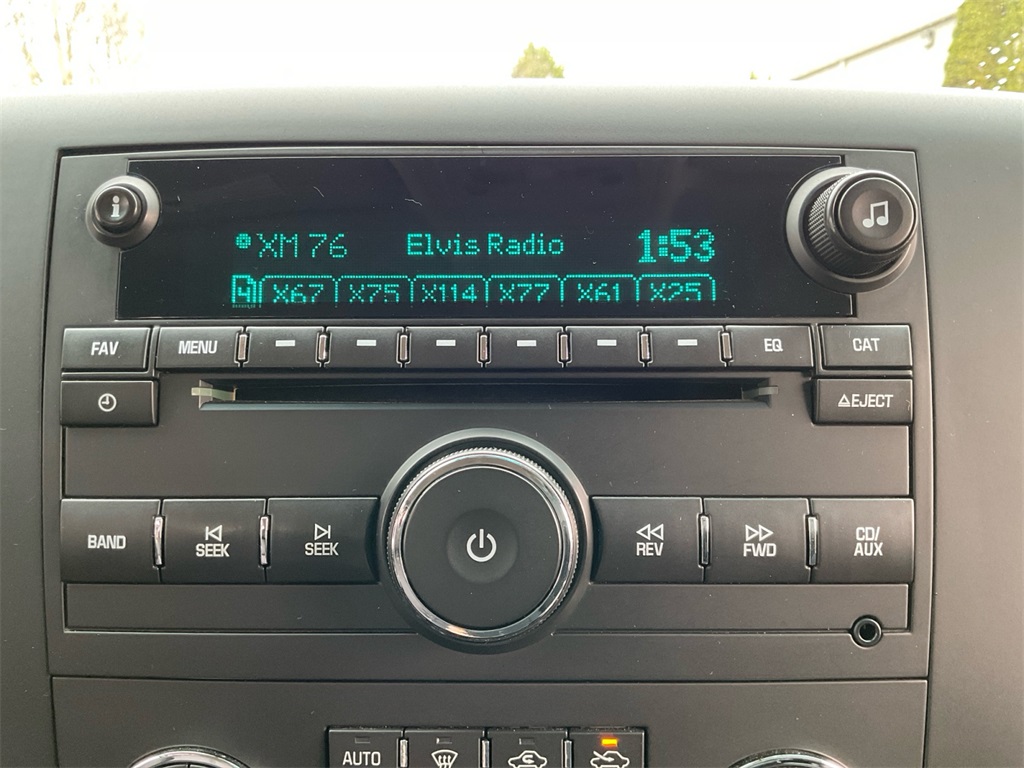 i
XM 76 Elvis Radio 1:53
4 X67 X75 X114 X77 X61 X25
FAV MENU EQ CAT
EJECT
BAND SEEK SEEK REV FWD CD/
AUX
AUTO